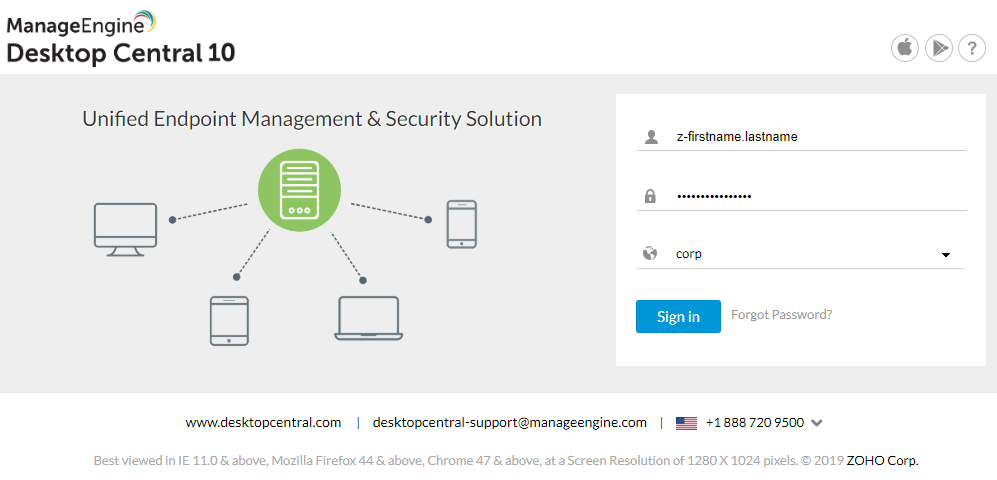 ManageEngine
Desktop Central 10
?
Unified Endpoint Management & Security Solution
z-firstname.lastname
••••••••••••••••
corp
Sign in Forgot Password?
www.desktopcentral.com | desktopcentral-support@manageengine.com | +1 888 720 9500
Best viewed in IE 11.0 & above, Mozilla Firefox 44 & above, Chrome 47 & above, at a Screen Resolution of 1280 X 1024 pixels. © 2019 ZOHO Corp.